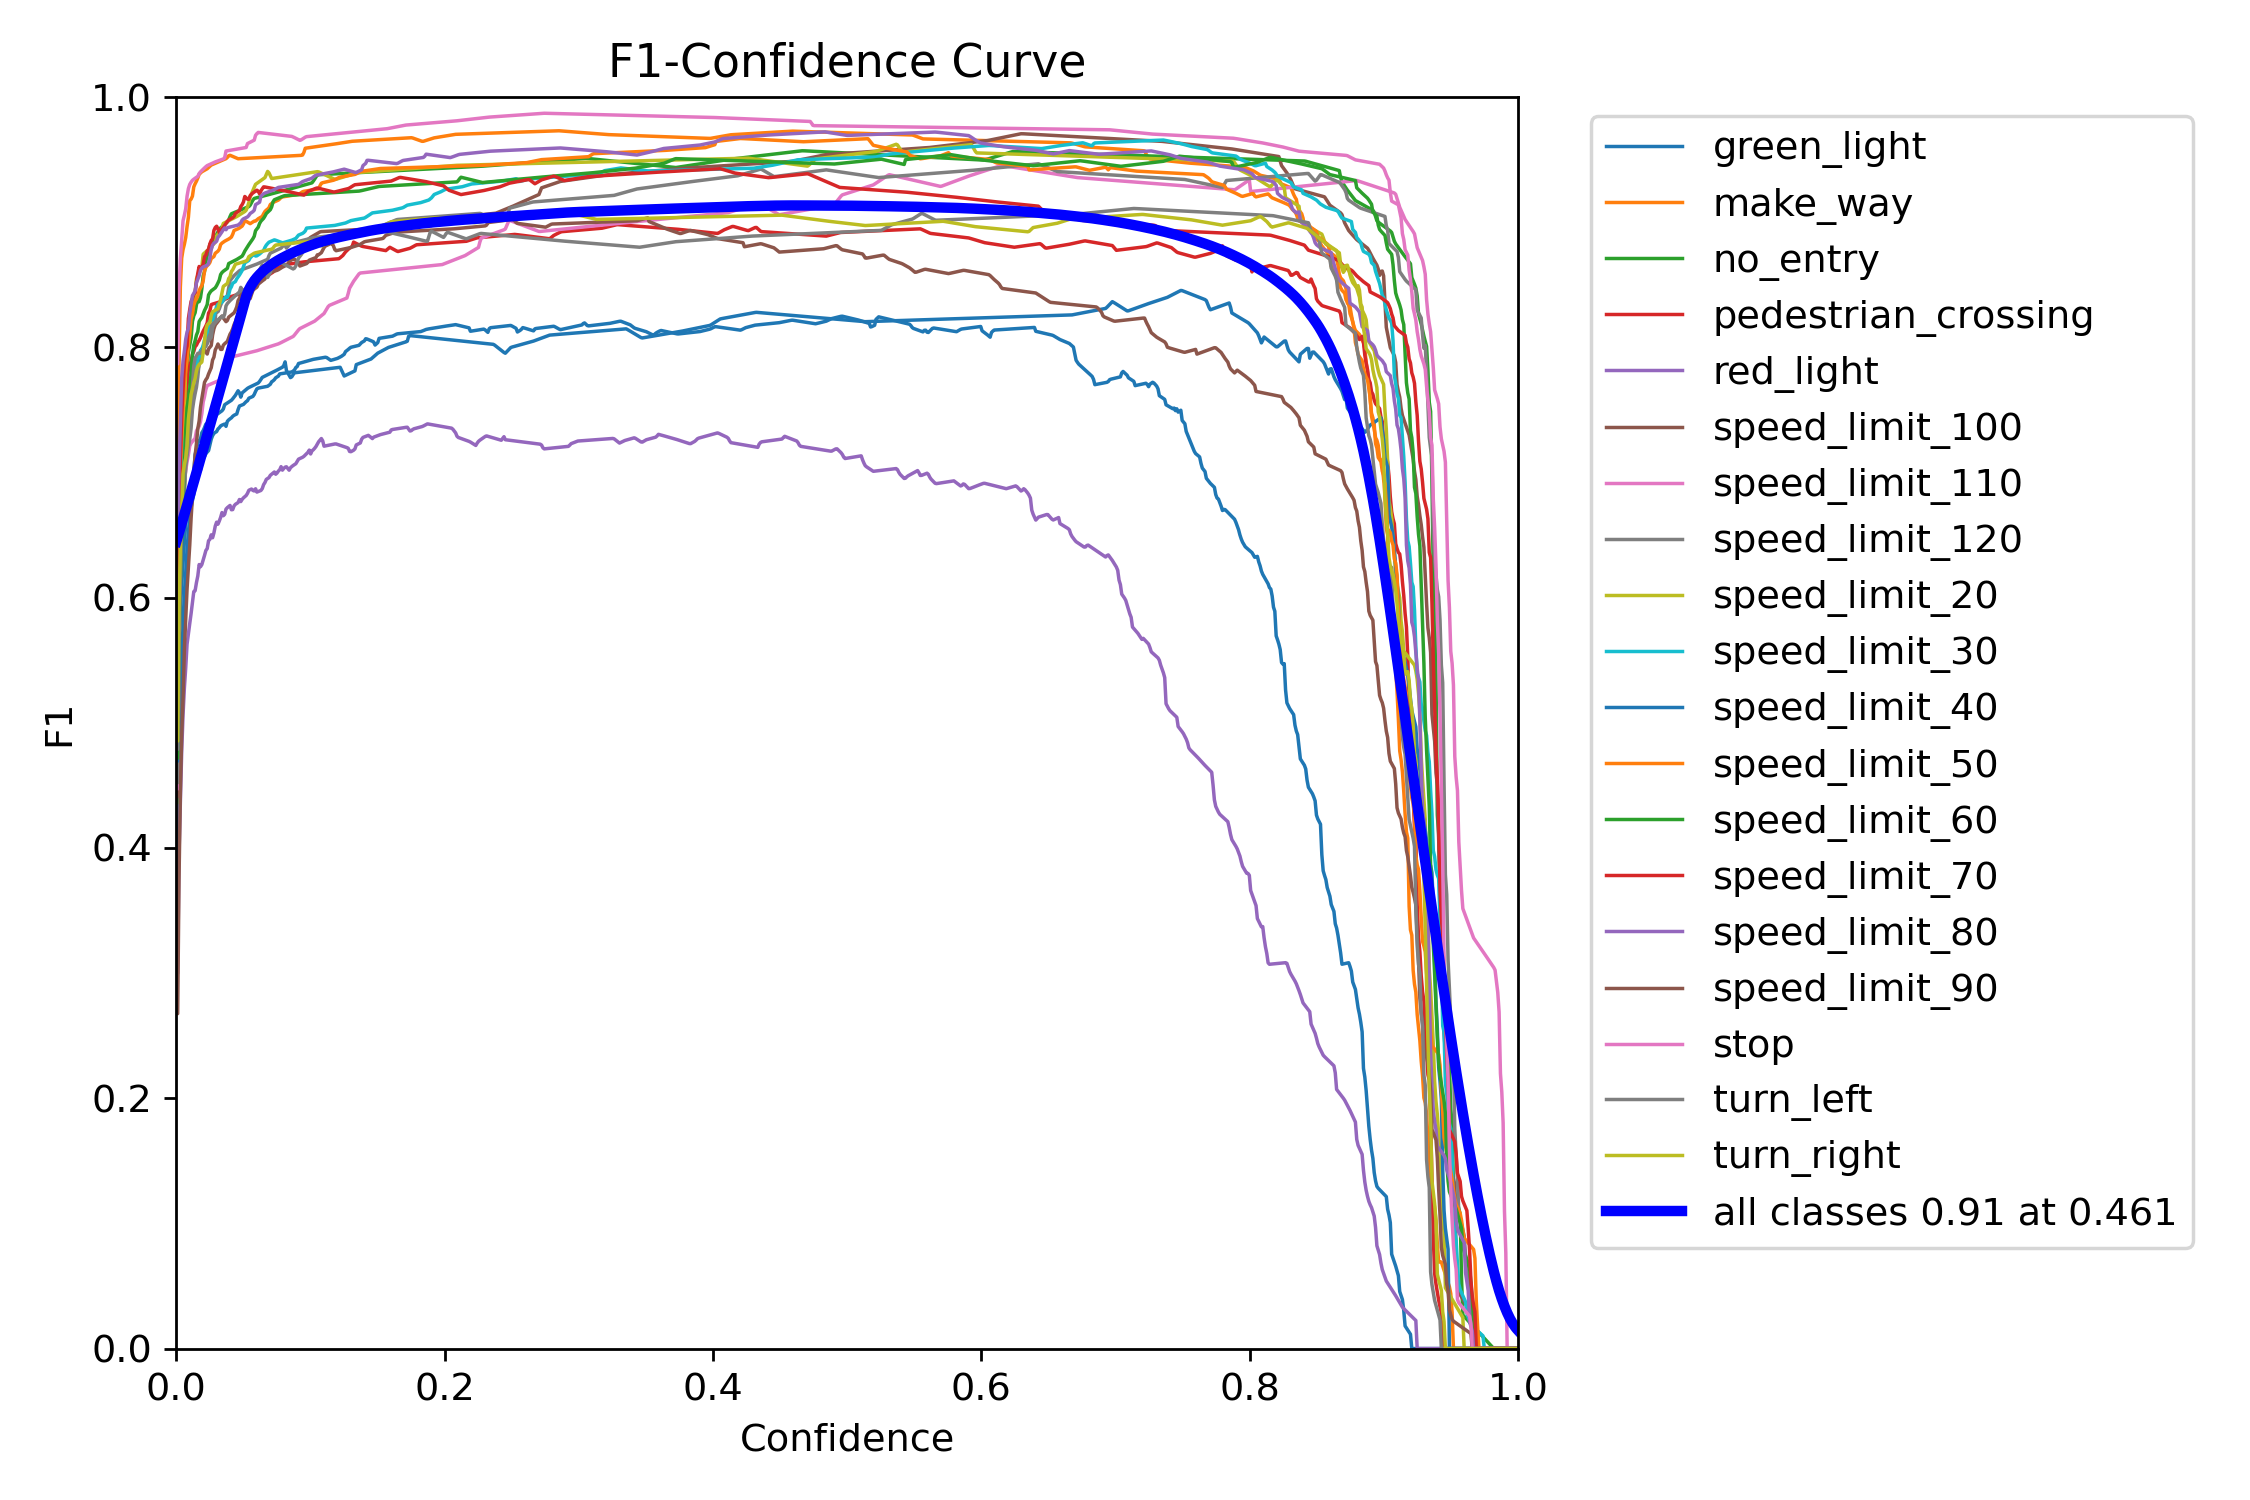 F1-Confidence Curve
1.0
0.8
0.6
0.4
0.2
0.0
F1
0.0 0.2 0.4 0.6 0.8 1.0
Confidence
green_light
make_way
no_entry
pedestrian_crossing
red_light
speed_limit_100
speed_limit_110
speed_limit_120
speed_limit_20
speed_limit_30
speed_limit_40
speed_limit_50
speed_limit_60
speed_limit_70
speed_limit_80
speed_limit_90
stop
turn_left
turn_right
all classes 0.91 at 0.461